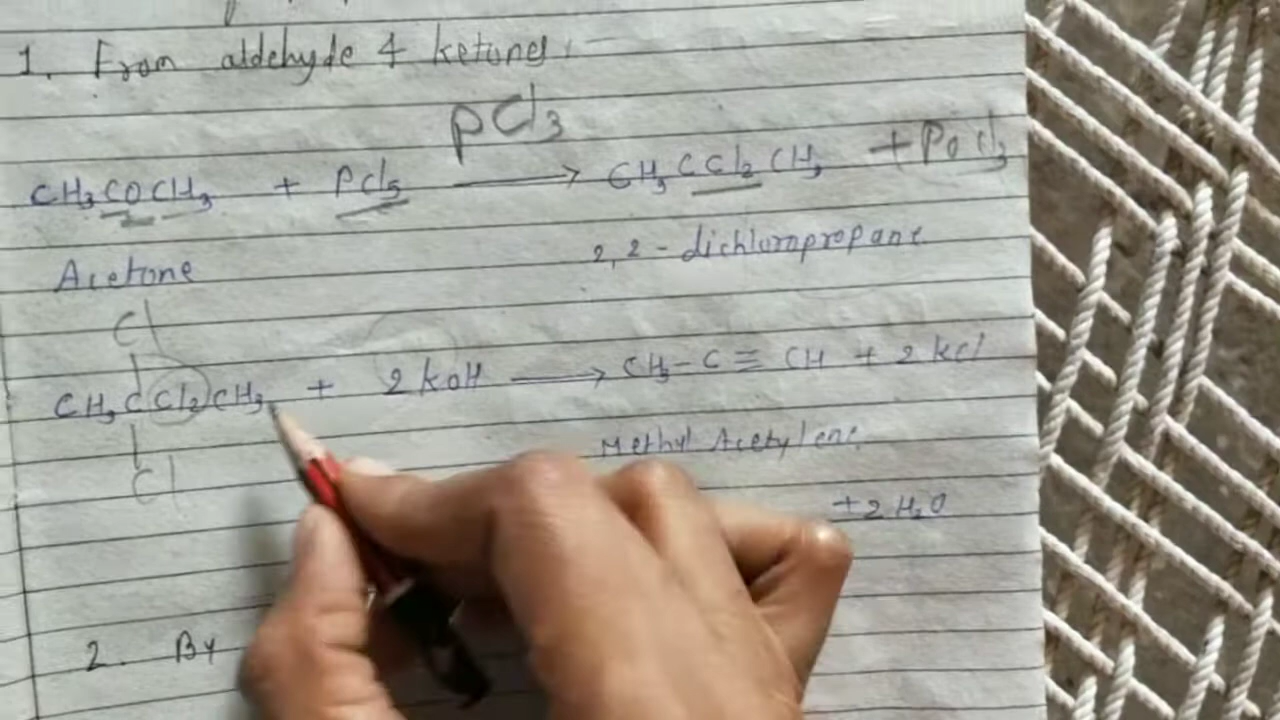 1. From aldehyde & ketones :-
PCl3
CH3COCH3 + PCl5 ⟶ CH3CCl2CH3 + POCl3
Acetone 2,2-dichloropropane
Cl
CH3CCl2CH3 + 2KOH ⟶ CH3-C≡CH + 2KCl
Cl
Methyl Acetylene
+2H2O
2. By